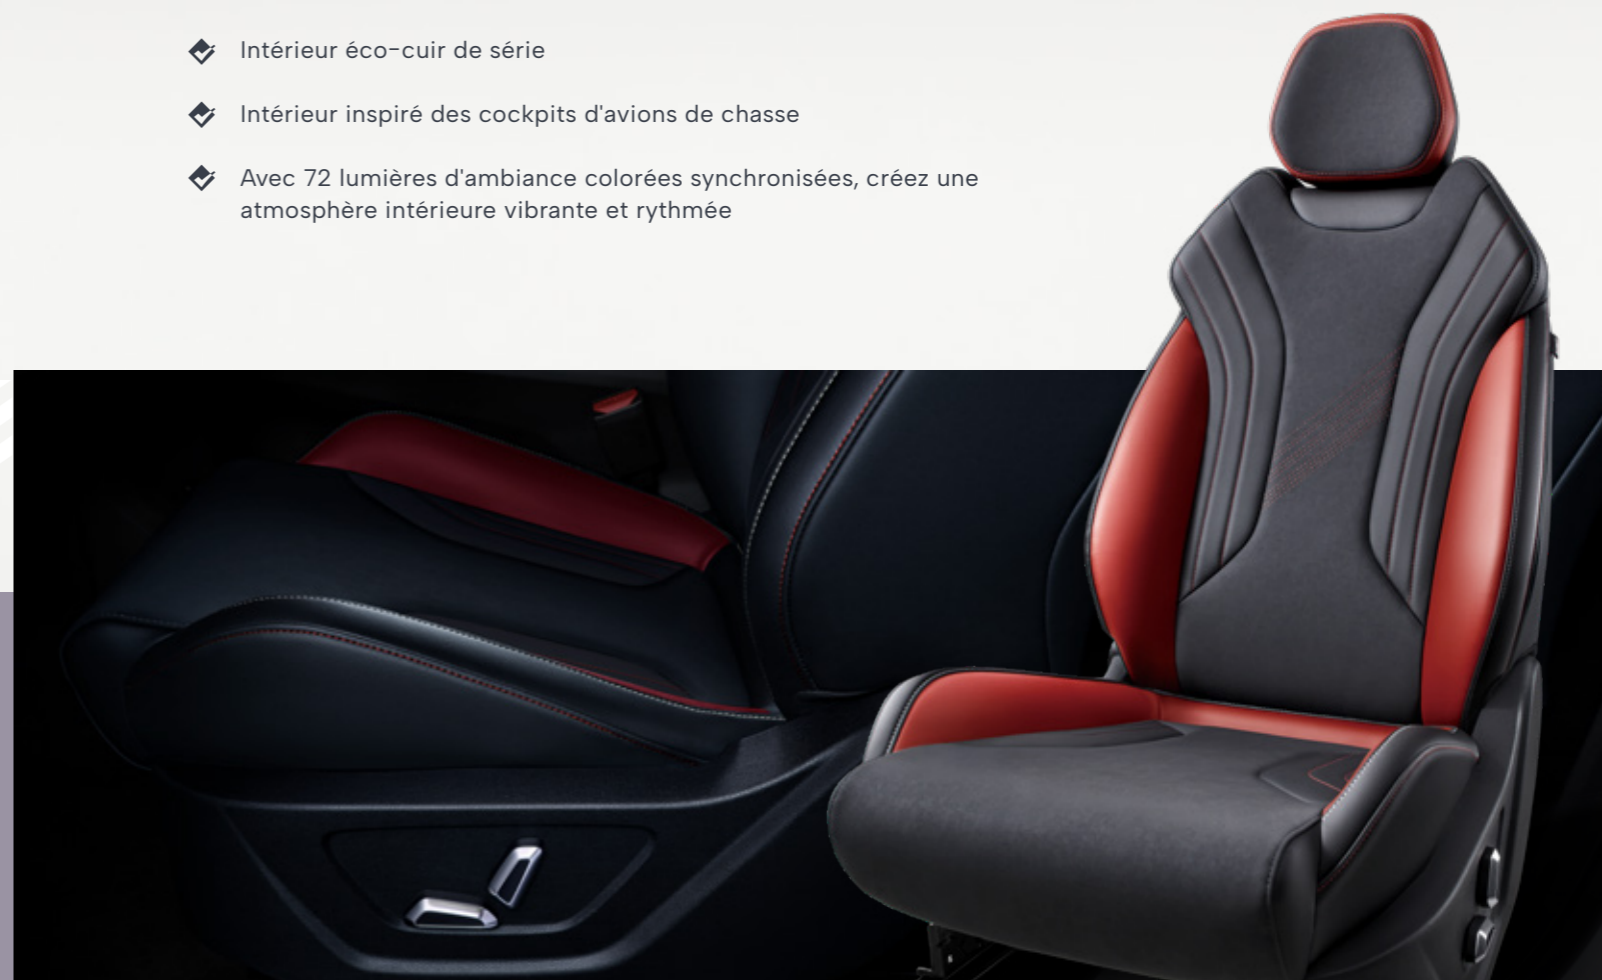 Intérieur éco-cuir de série
Intérieur inspiré des cockpits d'avions de chasse
Avec 72 lumières d'ambiance colorées synchronisées, créez une
atmosphère intérieure vibrante et rythmée